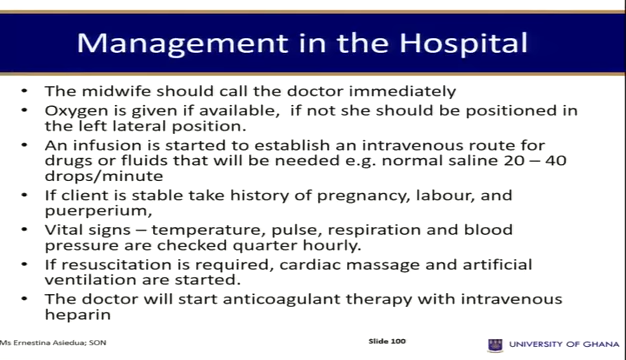 Management in the Hospital
• The midwife should call the doctor immediately
• Oxygen is given if available, if not she should be positioned in
the left lateral position.
• An infusion is started to establish an intravenous route for
drugs or fluids that will be needed e.g. normal saline 20 – 40
drops/minute
• If client is stable take history of pregnancy, labour, and
puerperium,
• Vital signs – temperature, pulse, respiration and blood
pressure are checked quarter hourly.
• If resuscitation is required, cardiac massage and artificial
ventilation are started.
• The doctor will start anticoagulant therapy with intravenous
heparin
Ms Ernestina Asiedua; SON
Slide 100
UNIVERSITY OF GHANA